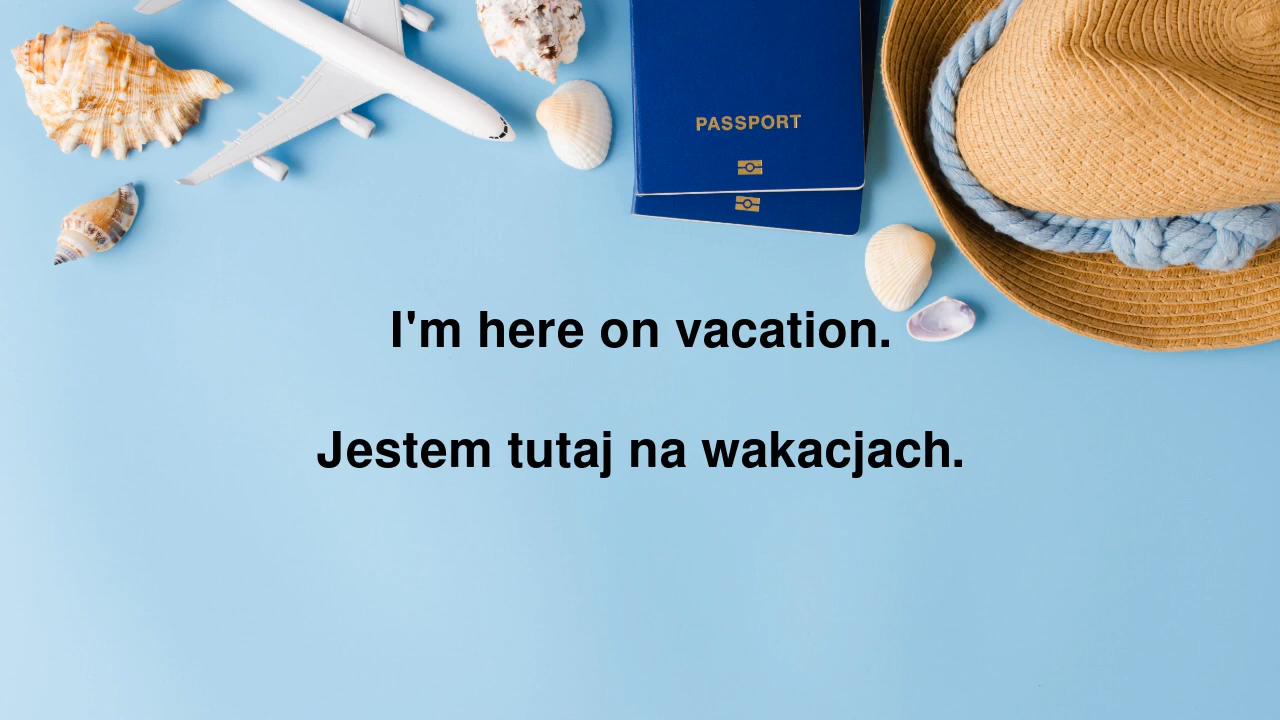 PASSPORT
I'm here on vacation.
Jestem tutaj na wakacjach.